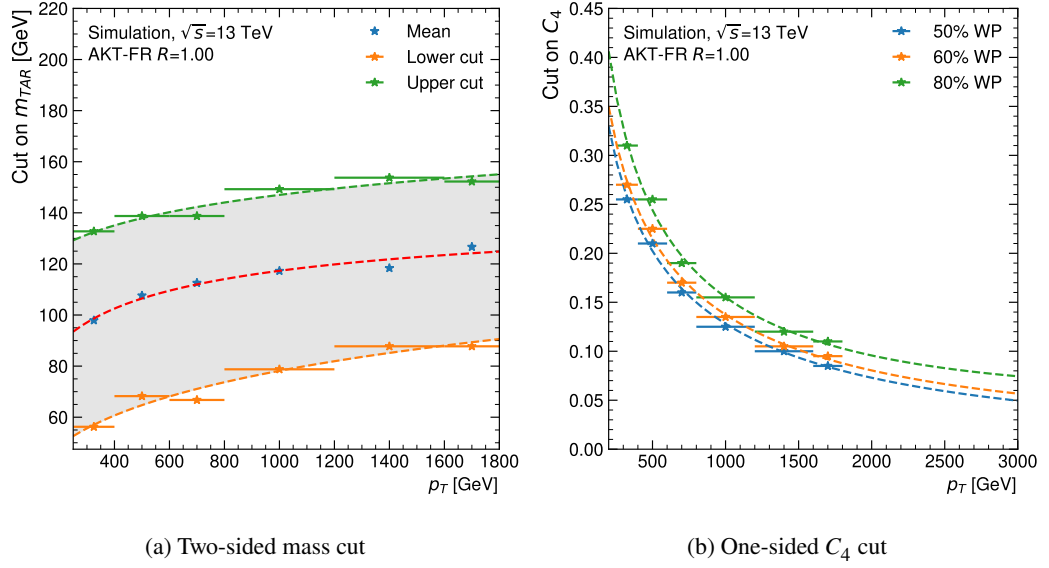 Cut on m_TAR [GeV]
220
200
180
160
140
120
100
80
60
Simulation, √s=13 TeV
AKT-FR R=1.00
Mean
Lower cut
Upper cut
400 600 800 1000 1200 1400 1600 1800
p_T [GeV]
(a) Two-sided mass cut
Cut on C_4
0.45
0.40
0.35
0.30
0.25
0.20
0.15
0.10
0.05
0.00
Simulation, √s=13 TeV
AKT-FR R=1.00
50% WP
60% WP
80% WP
500 1000 1500 2000 2500 3000
p_T [GeV]
(b) One-sided C_4 cut